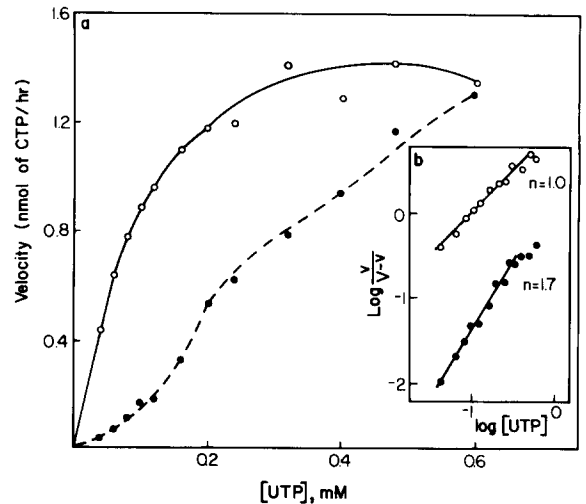 a
1.6
1.2
0.8
0.4
Velocity (nmol of CTP/hr)
0.2
0.4
0.6
[UTP], mM
b
n=1.0
n=1.7
0
-1
-2
Log v/V-v
-1
0
log [UTP]